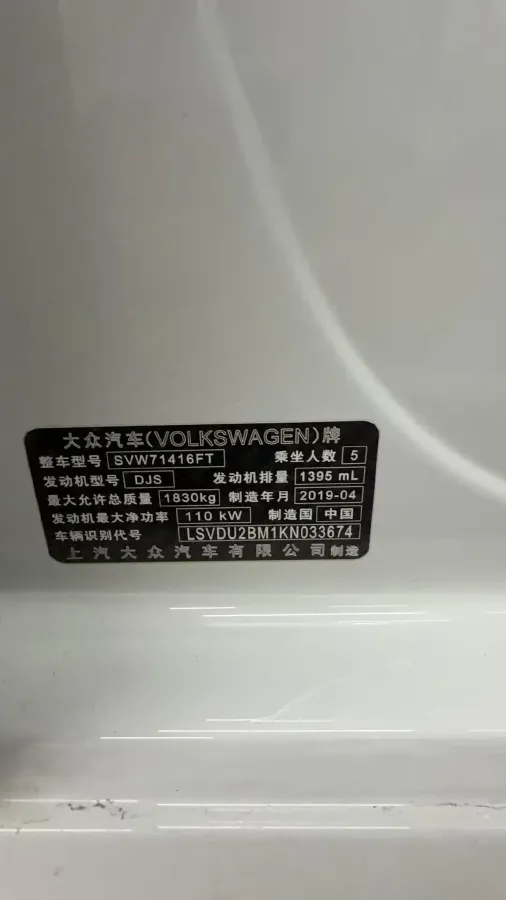 大众汽车(VOLKSWAGEN)牌
整车型号 SVW71416FT 乘坐人数 5
发动机型号 DJS 发动机排量 1395 mL
最大允许总质量 1830kg 制造年月 2019-04
发动机最大净功率 110 kW 制造国 中国
车辆识别代号 LSVDU2BM1KN033674
上汽大众汽车有限公司制造